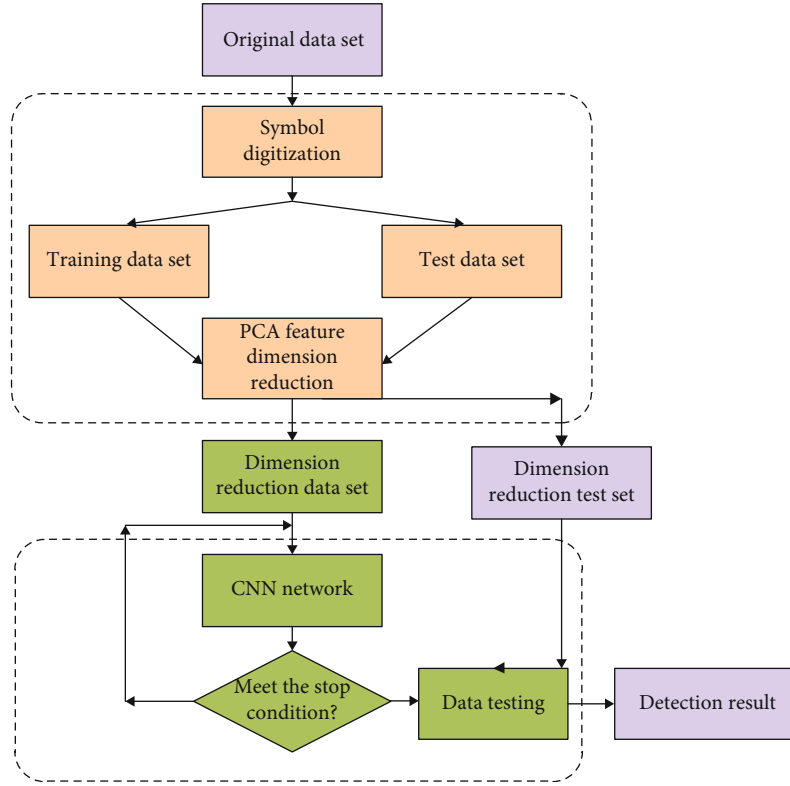 Original data set
Symbol
digitization
Training data set
Test data set
PCA feature
dimension
reduction
Dimension
reduction data set
Dimension
reduction test set
CNN network
Meet the stop
condition?
Data testing
Detection result